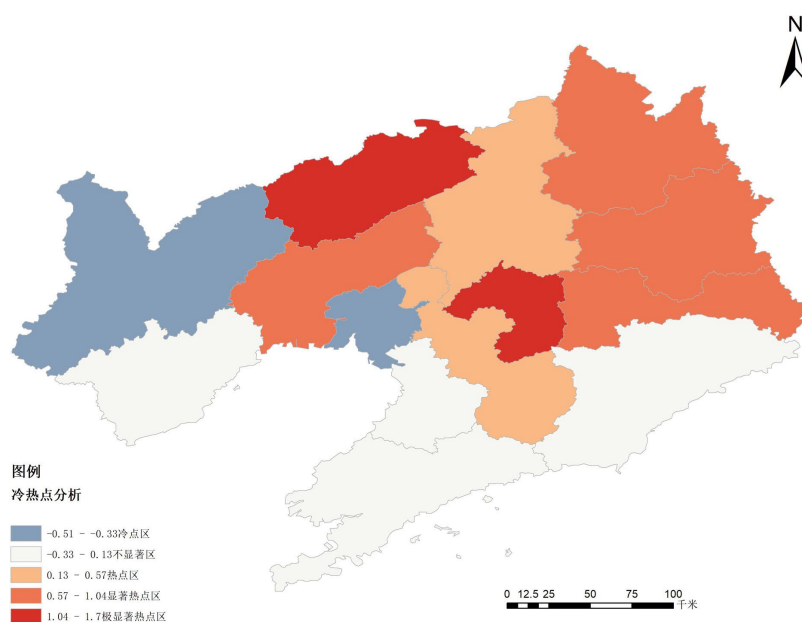 N
图例
冷热点分析
-0.51 - -0.33冷点区
-0.33 - 0.13不显著区
0.13 - 0.57热点区
0.57 - 1.04显著热点区
1.04 - 1.7极显著热点区
0 12.5 25 50 75 100
千米